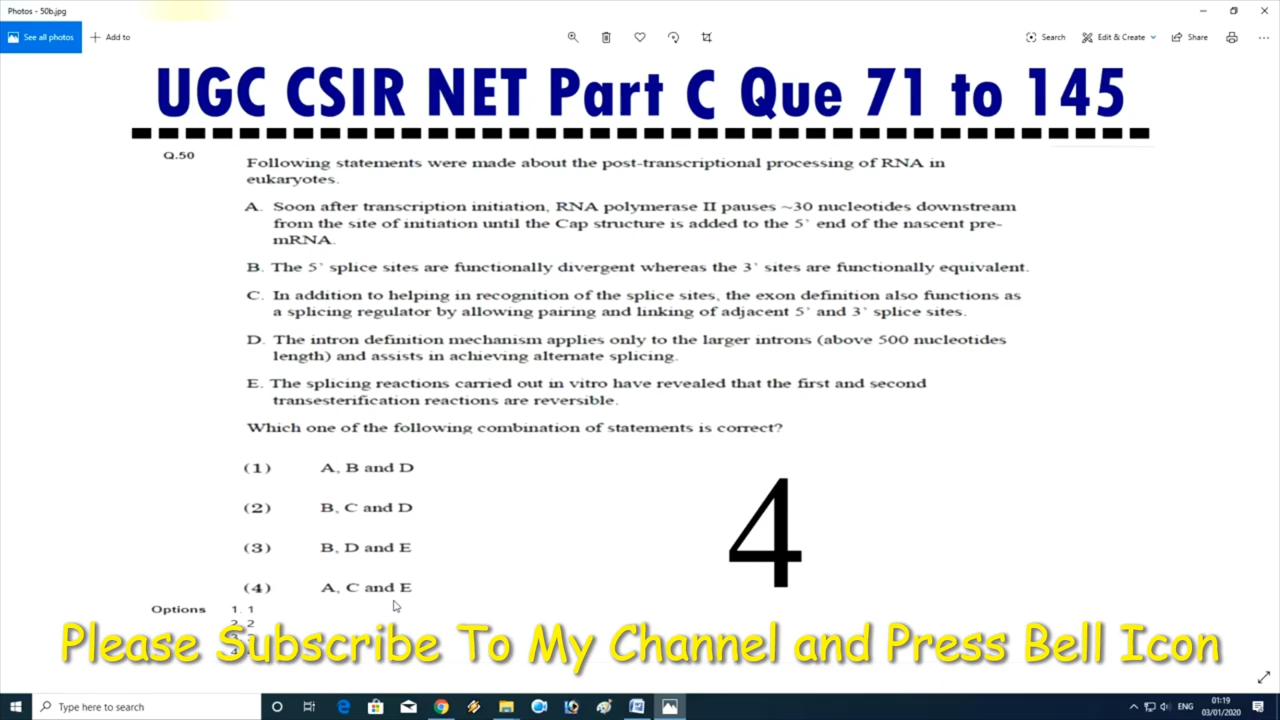 Photos - 50b.jpg
See all photos
Add to
Search
Edit & Create
Share
UGC CSIR NET Part C Que 71 to 145
Q.50
Following statements were made about the post-transcriptional processing of RNA in
eukaryotes.
A. Soon after transcription initiation, RNA polymerase II pauses ~30 nucleotides downstream
from the site of initiation until the Cap structure is added to the 5` end of the nascent pre-
mRNA.
B. The 5` splice sites are functionally divergent whereas the 3` sites are functionally equivalent.
C. In addition to helping in recognition of the splice sites, the exon definition also functions as
a splicing regulator by allowing pairing and linking of adjacent 5` and 3` splice sites.
D. The intron definition mechanism applies only to the larger introns (above 500 nucleotides
length) and assists in achieving alternate splicing.
E. The splicing reactions carried out in vitro have revealed that the first and second
transesterification reactions are reversible.
Which one of the following combination of statements is correct?
(1) A, B and D
(2) B, C and D
(3) B, D and E
(4) A, C and E
4
Options 1. 1
2. 2
Please Subscribe To My Channel and Press Bell Icon
Type here to search
ENG
01:19
03/01/2020